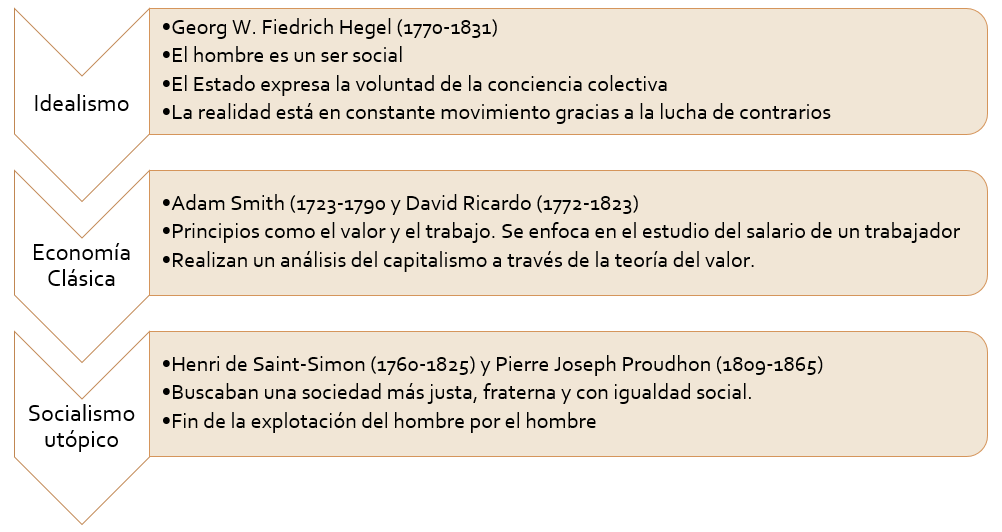 Idealismo
•Georg W. Fiedrich Hegel (1770-1831)
•El hombre es un ser social
•El Estado expresa la voluntad de la conciencia colectiva
•La realidad está en constante movimiento gracias a la lucha de contrarios
Economía
Clásica
•Adam Smith (1723-1790 y David Ricardo (1772-1823)
•Principios como el valor y el trabajo. Se enfoca en el estudio del salario de un trabajador
•Realizan un análisis del capitalismo a través de la teoría del valor.
Socialismo
utópico
•Henri de Saint-Simon (1760-1825) y Pierre Joseph Proudhon (1809-1865)
•Buscaban una sociedad más justa, fraterna y con igualdad social.
•Fin de la explotación del hombre por el hombre